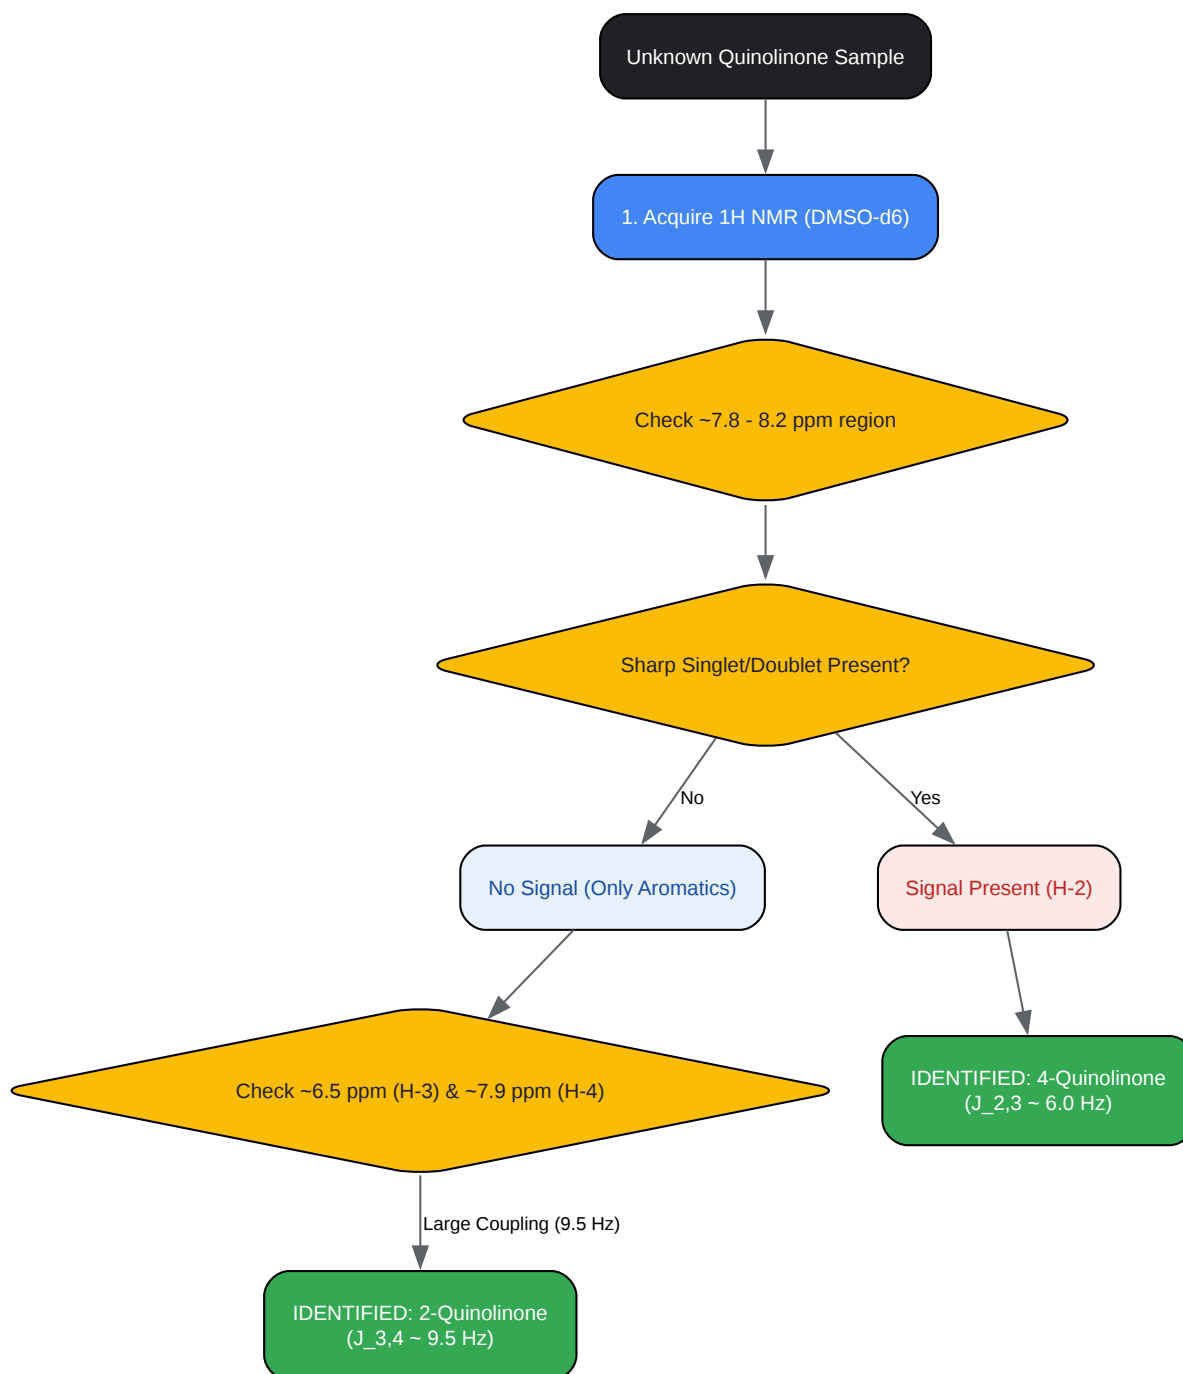 Unknown Quinolinone Sample
1. Acquire 1H NMR (DMSO-d6)
Check ~7.8 - 8.2 ppm region
Sharp Singlet/Doublet Present?
No
Yes
No Signal (Only Aromatics)
Signal Present (H-2)
Check ~6.5 ppm (H-3) & ~7.9 ppm (H-4)
IDENTIFIED: 4-Quinolinone
(J_2,3 ~ 6.0 Hz)
Large Coupling (9.5 Hz)
IDENTIFIED: 2-Quinolinone
(J_3,4 ~ 9.5 Hz)